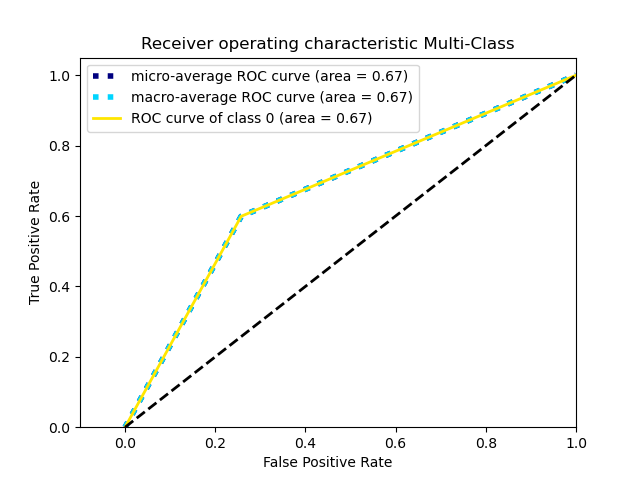 Receiver operating characteristic Multi-Class
micro-average ROC curve (area = 0.67)
macro-average ROC curve (area = 0.67)
ROC curve of class 0 (area = 0.67)
1.0
0.8
0.6
0.4
0.2
0.0
True Positive Rate
0.0 0.2 0.4 0.6 0.8 1.0
False Positive Rate